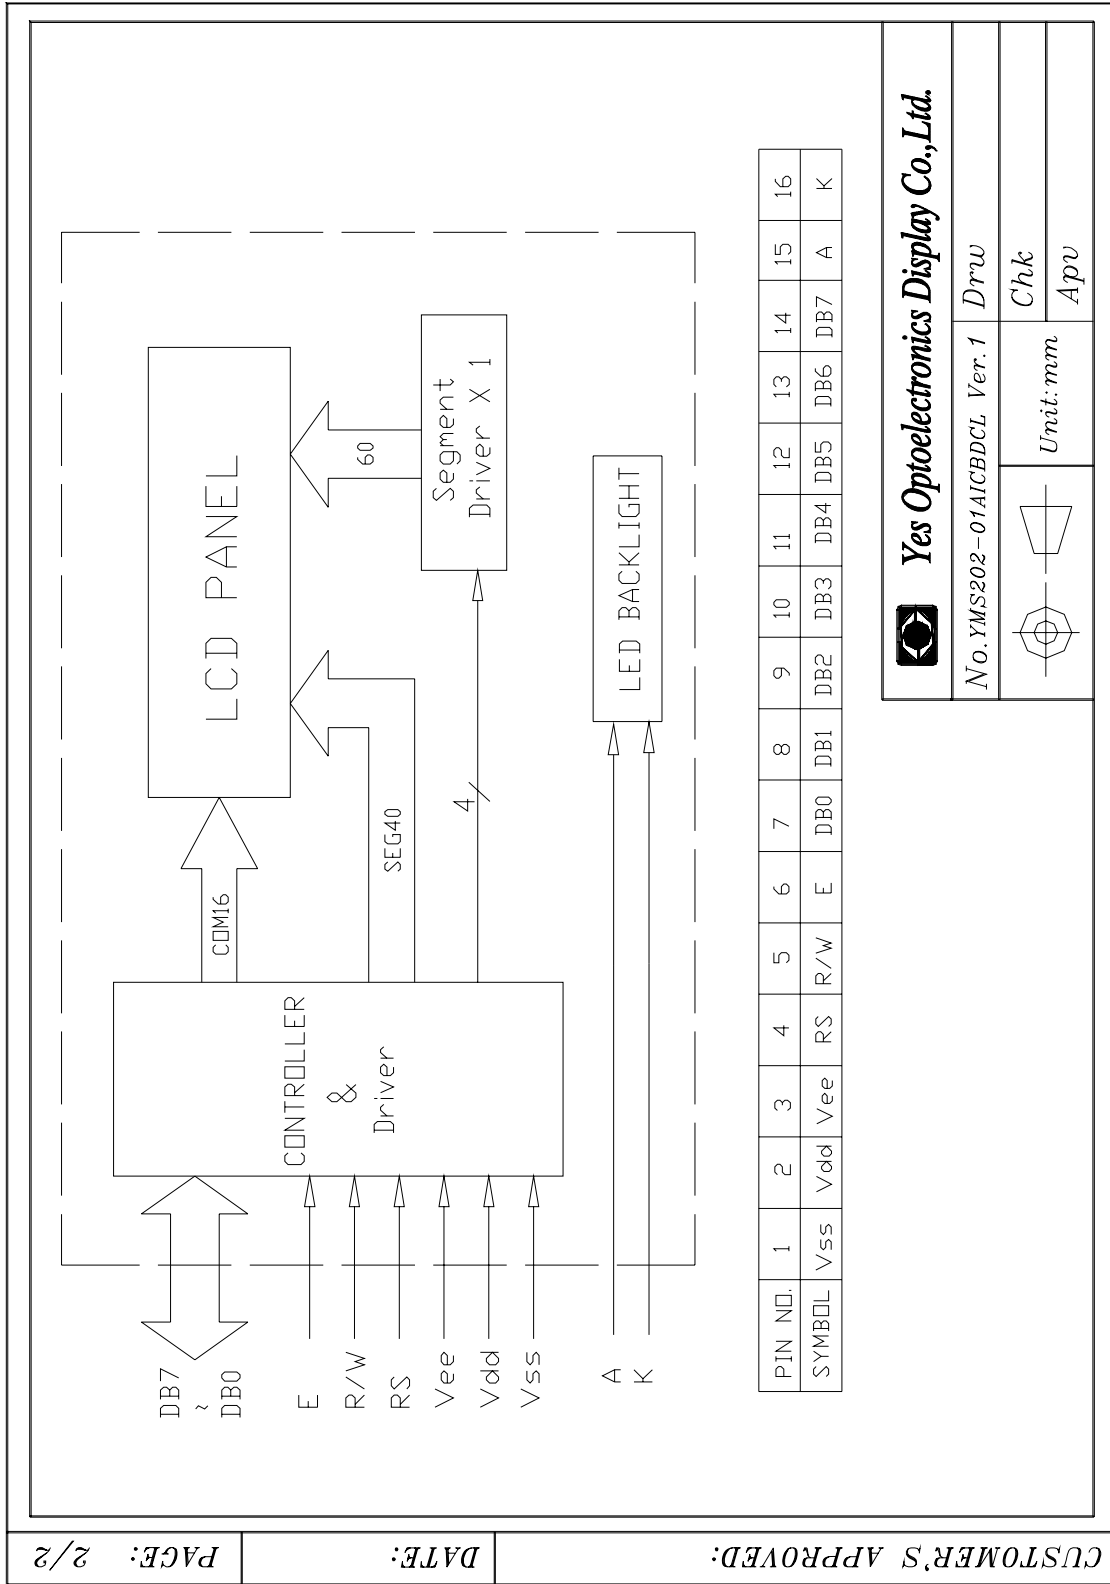 LCD PANEL
COM16
SEG40
60
Segment
Driver X 1
4
CONTROLLER
&
Driver
LED BACKLIGHT
DB7
~
DB0
E
R/W
RS
Vee
Vdd
Vss
A
K
PIN NO. 1 2 3 4 5 6 7 8 9 10 11 12 13 14 15 16
SYMBOL Vss Vdd Vee RS R/W E DB0 DB1 DB2 DB3 DB4 DB5 DB6 DB7 A K
Yes Optoelectronics Display Co.,Ltd.
No.YMS202-01AICBDCL Ver.1 Drw
Unit:mm
Chk
Apv
CUSTOMER'S APPROVED:
DATE:
PAGE: 2/2